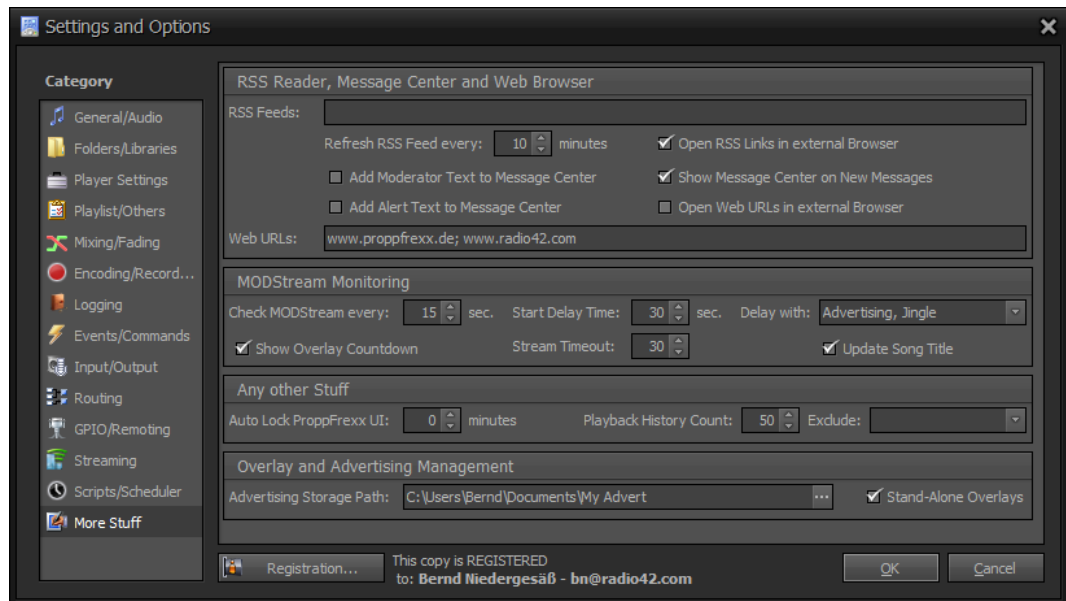 Settings and Options
Category
General/Audio
Folders/Libraries
Player Settings
Playlist/Others
Mixing/Fading
Encoding/Record...
Logging
Events/Commands
Input/Output
Routing
GPIO/Remoting
Streaming
Scripts/Scheduler
More Stuff
RSS Reader, Message Center and Web Browser
RSS Feeds:
Refresh RSS Feed every: 10 minutes Open RSS Links in external Browser
Add Moderator Text to Message Center Show Message Center on New Messages
Add Alert Text to Message Center Open Web URLs in external Browser
Web URLs: www.proppfrexx.de; www.radio42.com
MODStream Monitoring
Check MODStream every: 15 sec. Start Delay Time: 30 sec. Delay with: Advertising, Jingle
Show Overlay Countdown Stream Timeout: 30 Update Song Title
Any other Stuff
Auto Lock ProppFrexx UI: 0 minutes Playback History Count: 50 Exclude:
Overlay and Advertising Management
Advertising Storage Path: C:\Users\Bernd\Documents\My Advert ... Stand-Alone Overlays
Registration... This copy is REGISTERED
to: Bernd Niedergesäß - bn@radio42.com
OK Cancel